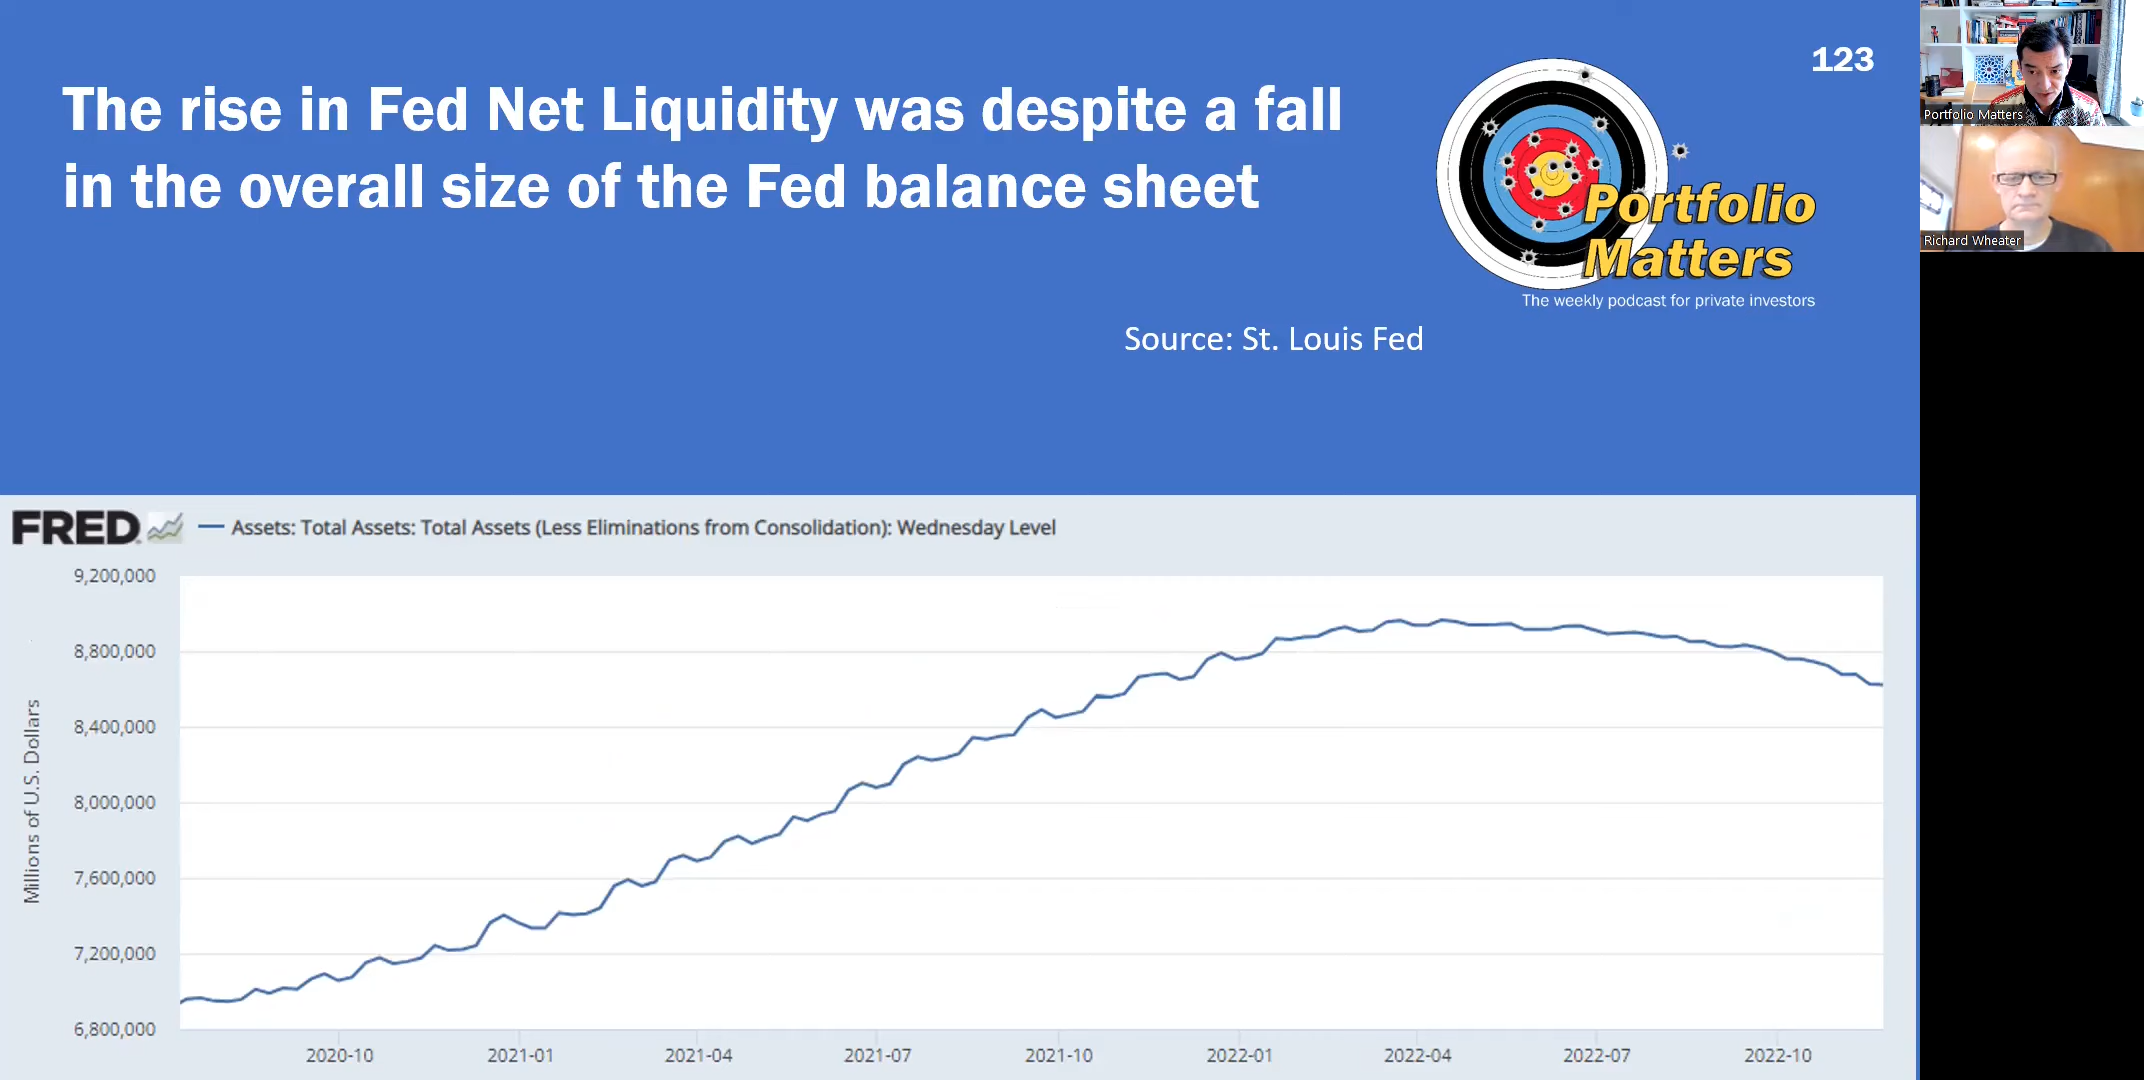 The rise in Fed Net Liquidity was despite a fall
in the overall size of the Fed balance sheet
123
Portfolio
Matters
The weekly podcast for private investors
Source: St. Louis Fed
Portfolio Matters
Richard Wheater
FRED
Assets: Total Assets: Total Assets (Less Eliminations from Consolidation): Wednesday Level
Millions of U.S. Dollars
9,200,000
8,800,000
8,400,000
8,000,000
7,600,000
7,200,000
6,800,000
2020-10
2021-01
2021-04
2021-07
2021-10
2022-01
2022-04
2022-07
2022-10